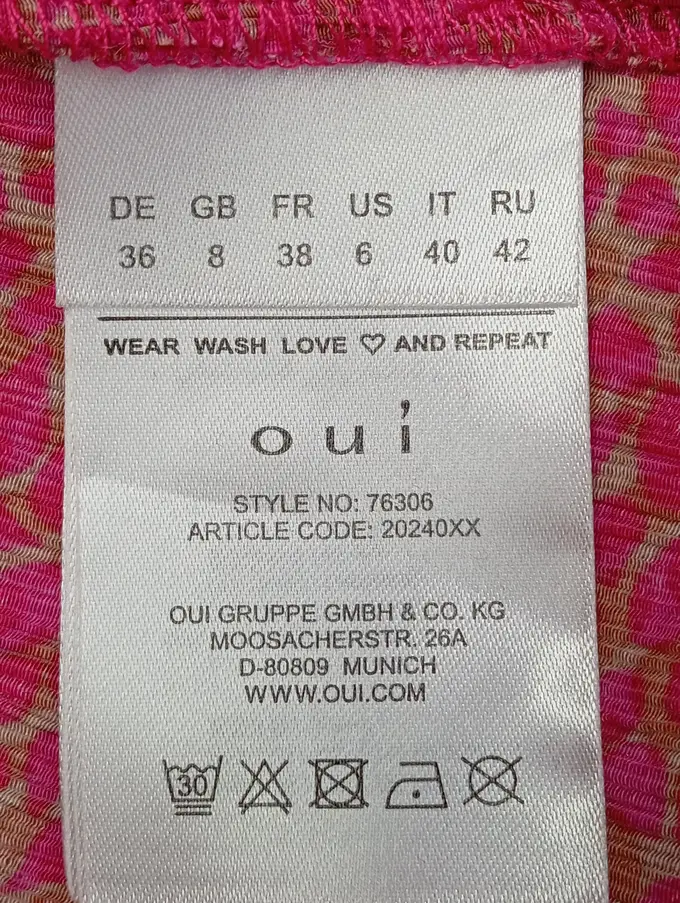 DE GB FR US IT RU
36 8 38 6 40 42
WEAR WASH LOVE ♡ AND REPEAT
oui
STYLE NO: 76306
ARTICLE CODE: 20240XX
OUI GRUPPE GMBH & CO. KG
MOOSACHERSTR. 26A
D-80809 MUNICH
WWW.OUI.COM
30